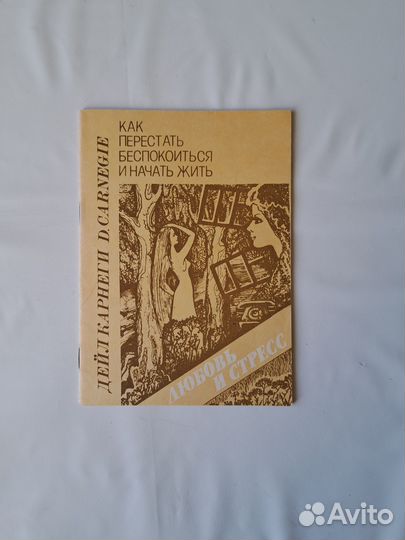 КАК
ПЕРЕСТАТЬ
БЕСПОКОИТЬСЯ
И НАЧАТЬ ЖИТЬ
ДЕЙЛ КАРНЕГИ D. CARNEGIE
ЛЮБОВЬ
И СТРЕСС
Avito